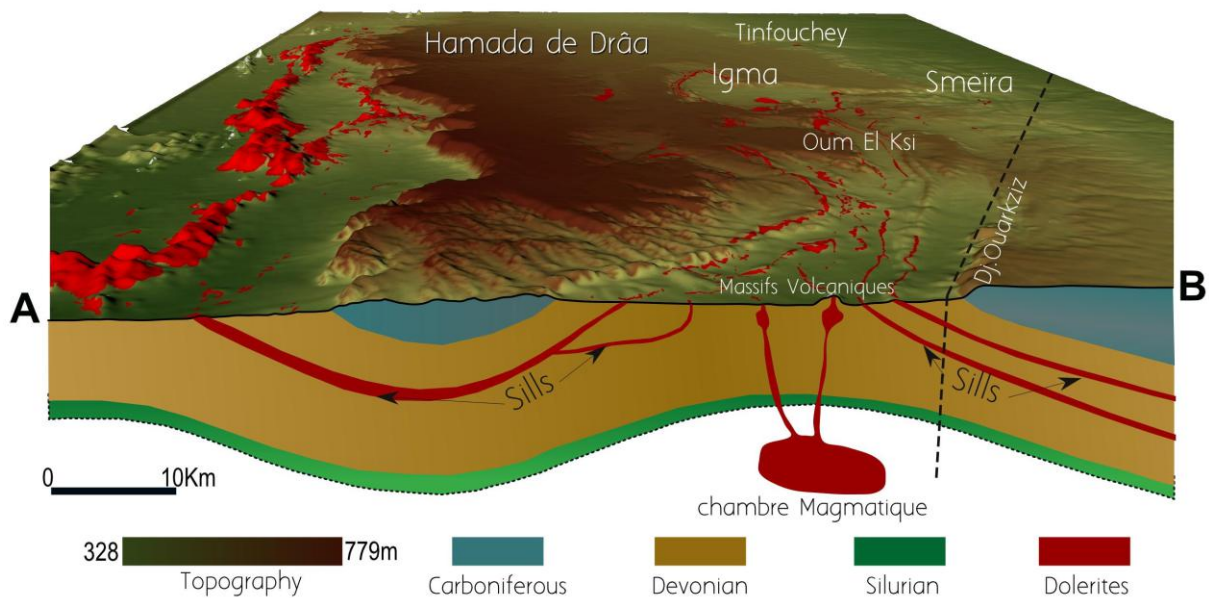 Tinfouchey
Hamada de Drâa
Igma
Smeïra
Oum El Ksi
Dj.Ouarkziz
Massifs Volcaniques
A
B
Sills
Sills
0 10Km
chambre Magmatique
328 779m
Topography
Carboniferous
Devonian
Silurian
Dolerites